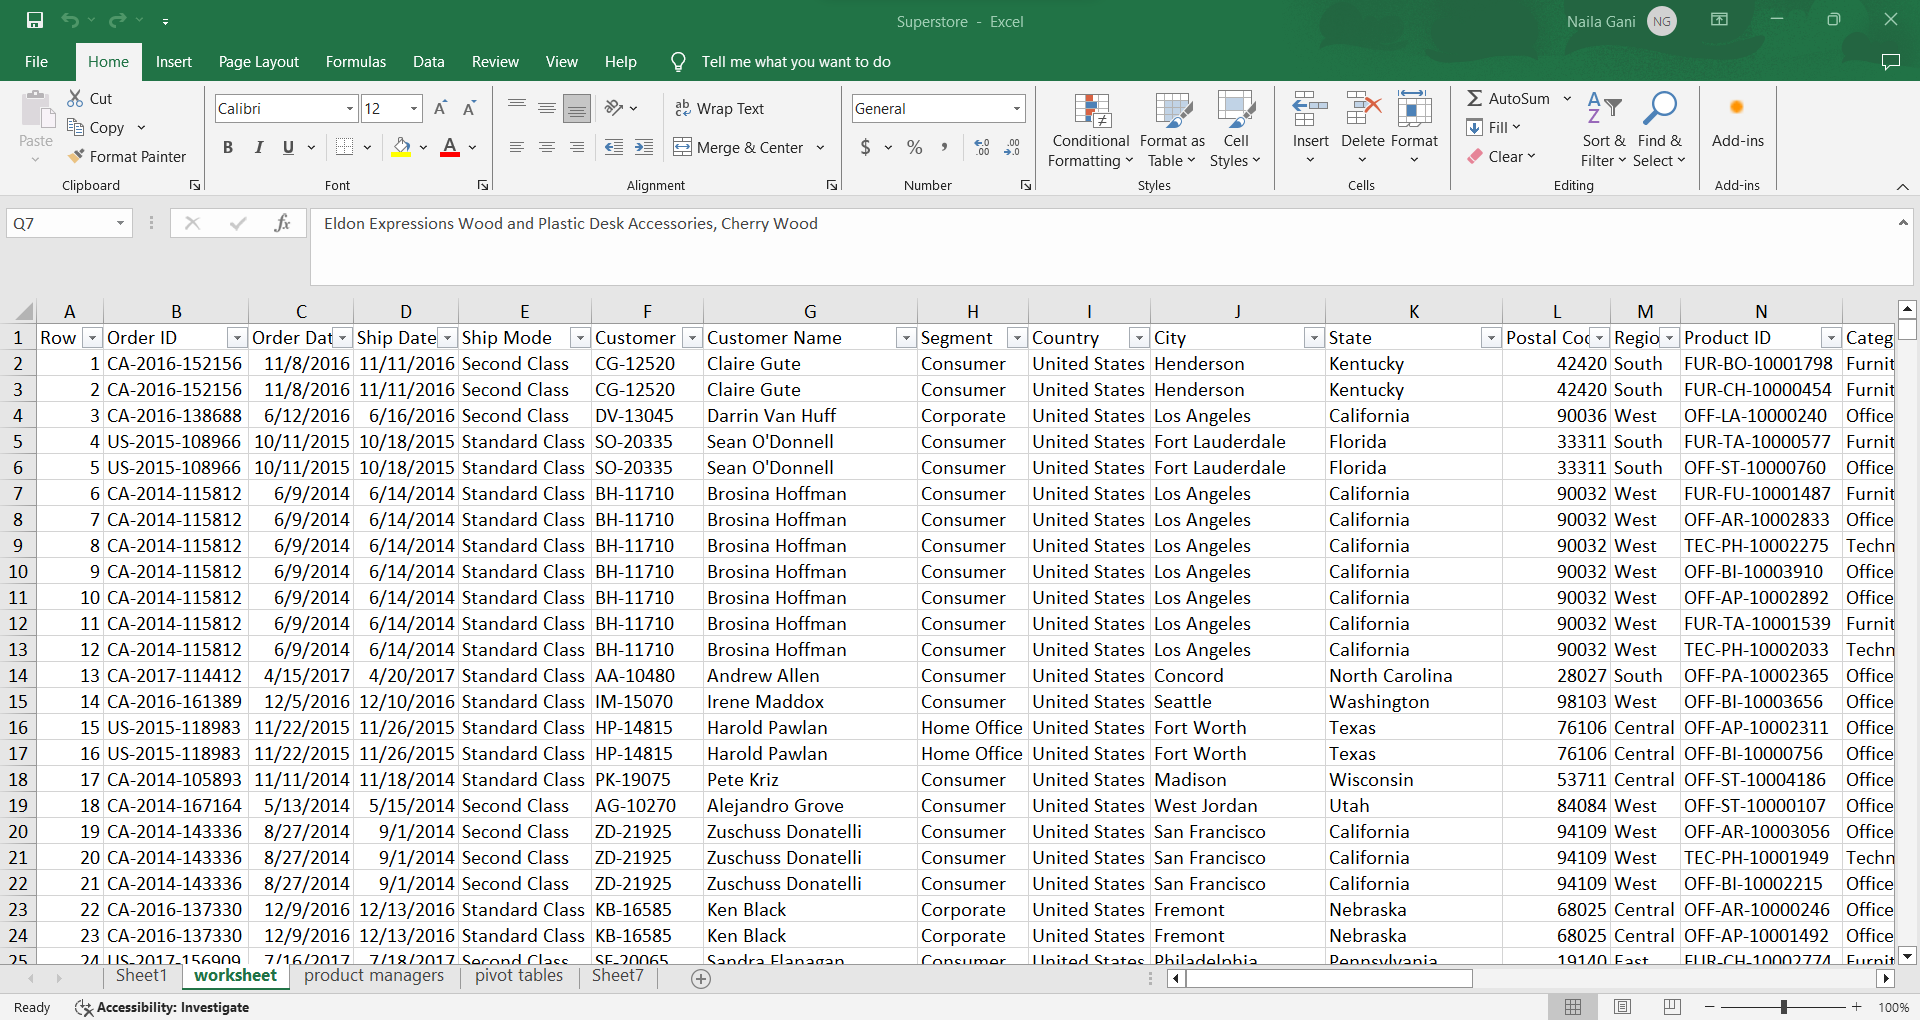 Superstore - Excel
Naila Gani NG
File Home Insert Page Layout Formulas Data Review View Help Tell me what you want to do
Paste
Cut
Copy
Format Painter
Clipboard
Calibri 12
B I U
Font
Wrap Text
Merge & Center
Alignment
General
$ % ,
Number
Conditional Formatting
Format as Table
Cell Styles
Styles
Insert Delete Format
Cells
AutoSum
Fill
Clear
Sort & Filter
Find & Select
Editing
Add-ins
Add-ins
Q7 fx Eldon Expressions Wood and Plastic Desk Accessories, Cherry Wood
A B C D E F G H I J K L M N
1 Row Order ID Order Dat Ship Date Ship Mode Customer Customer Name Segment Country City State Postal Coc Regio Product ID Categ
2 1 CA-2016-152156 11/8/2016 11/11/2016 Second Class CG-12520 Claire Gute Consumer United States Henderson Kentucky 42420 South FUR-BO-10001798 Furnit
3 2 CA-2016-152156 11/8/2016 11/11/2016 Second Class CG-12520 Claire Gute Consumer United States Henderson Kentucky 42420 South FUR-CH-10000454 Furnit
4 3 CA-2016-138688 6/12/2016 6/16/2016 Second Class DV-13045 Darrin Van Huff Corporate United States Los Angeles California 90036 West OFF-LA-10000240 Office
5 4 US-2015-108966 10/11/2015 10/18/2015 Standard Class SO-20335 Sean O'Donnell Consumer United States Fort Lauderdale Florida 33311 South FUR-TA-10000577 Furnit
6 5 US-2015-108966 10/11/2015 10/18/2015 Standard Class SO-20335 Sean O'Donnell Consumer United States Fort Lauderdale Florida 33311 South OFF-ST-10000760 Office
7 6 CA-2014-115812 6/9/2014 6/14/2014 Standard Class BH-11710 Brosina Hoffman Consumer United States Los Angeles California 90032 West FUR-FU-10001487 Furnit
8 7 CA-2014-115812 6/9/2014 6/14/2014 Standard Class BH-11710 Brosina Hoffman Consumer United States Los Angeles California 90032 West OFF-AR-10002833 Office
9 8 CA-2014-115812 6/9/2014 6/14/2014 Standard Class BH-11710 Brosina Hoffman Consumer United States Los Angeles California 90032 West TEC-PH-10002275 Techn
10 9 CA-2014-115812 6/9/2014 6/14/2014 Standard Class BH-11710 Brosina Hoffman Consumer United States Los Angeles California 90032 West OFF-BI-10003910 Office
11 10 CA-2014-115812 6/9/2014 6/14/2014 Standard Class BH-11710 Brosina Hoffman Consumer United States Los Angeles California 90032 West OFF-AP-10002892 Office
12 11 CA-2014-115812 6/9/2014 6/14/2014 Standard Class BH-11710 Brosina Hoffman Consumer United States Los Angeles California 90032 West FUR-TA-10001539 Furnit
13 12 CA-2014-115812 6/9/2014 6/14/2014 Standard Class BH-11710 Brosina Hoffman Consumer United States Los Angeles California 90032 West TEC-PH-10002033 Techn
14 13 CA-2017-114412 4/15/2017 4/20/2017 Standard Class AA-10480 Andrew Allen Consumer United States Concord North Carolina 28027 South OFF-PA-10002365 Office
15 14 CA-2016-161389 12/5/2016 12/10/2016 Standard Class IM-15070 Irene Maddox Consumer United States Seattle Washington 98103 West OFF-BI-10003656 Office
16 15 US-2015-118983 11/22/2015 11/26/2015 Standard Class HP-14815 Harold Pawlan Home Office United States Fort Worth Texas 76106 Central OFF-AP-10002311 Office
17 16 US-2015-118983 11/22/2015 11/26/2015 Standard Class HP-14815 Harold Pawlan Home Office United States Fort Worth Texas 76106 Central OFF-BI-10000756 Office
18 17 CA-2014-105893 11/11/2014 11/18/2014 Standard Class PK-19075 Pete Kriz Consumer United States Madison Wisconsin 53711 Central OFF-ST-10004186 Office
19 18 CA-2014-167164 5/13/2014 5/15/2014 Second Class AG-10270 Alejandro Grove Consumer United States West Jordan Utah 84084 West OFF-ST-10000107 Office
20 19 CA-2014-143336 8/27/2014 9/1/2014 Second Class ZD-21925 Zuschuss Donatelli Consumer United States San Francisco California 94109 West OFF-AR-10003056 Office
21 20 CA-2014-143336 8/27/2014 9/1/2014 Second Class ZD-21925 Zuschuss Donatelli Consumer United States San Francisco California 94109 West TEC-PH-10001949 Techn
22 21 CA-2014-143336 8/27/2014 9/1/2014 Second Class ZD-21925 Zuschuss Donatelli Consumer United States San Francisco California 94109 West OFF-BI-10002215 Office
23 22 CA-2016-137330 12/9/2016 12/13/2016 Standard Class KB-16585 Ken Black Corporate United States Fremont Nebraska 68025 Central OFF-AR-10000246 Office
24 23 CA-2016-137330 12/9/2016 12/13/2016 Standard Class KB-16585 Ken Black Corporate United States Fremont Nebraska 68025 Central OFF-AP-10001492 Office
25 24 US-2017-156909 7/16/2017 7/18/2017 Second Class SF-20065 Sandra Flanagan Consumer United States Philadelphia Pennsylvania 19140 East FUR-CH-10002774 Furnit
Sheet1 worksheet product managers pivot tables Sheet7
Ready Accessibility: Investigate 100%